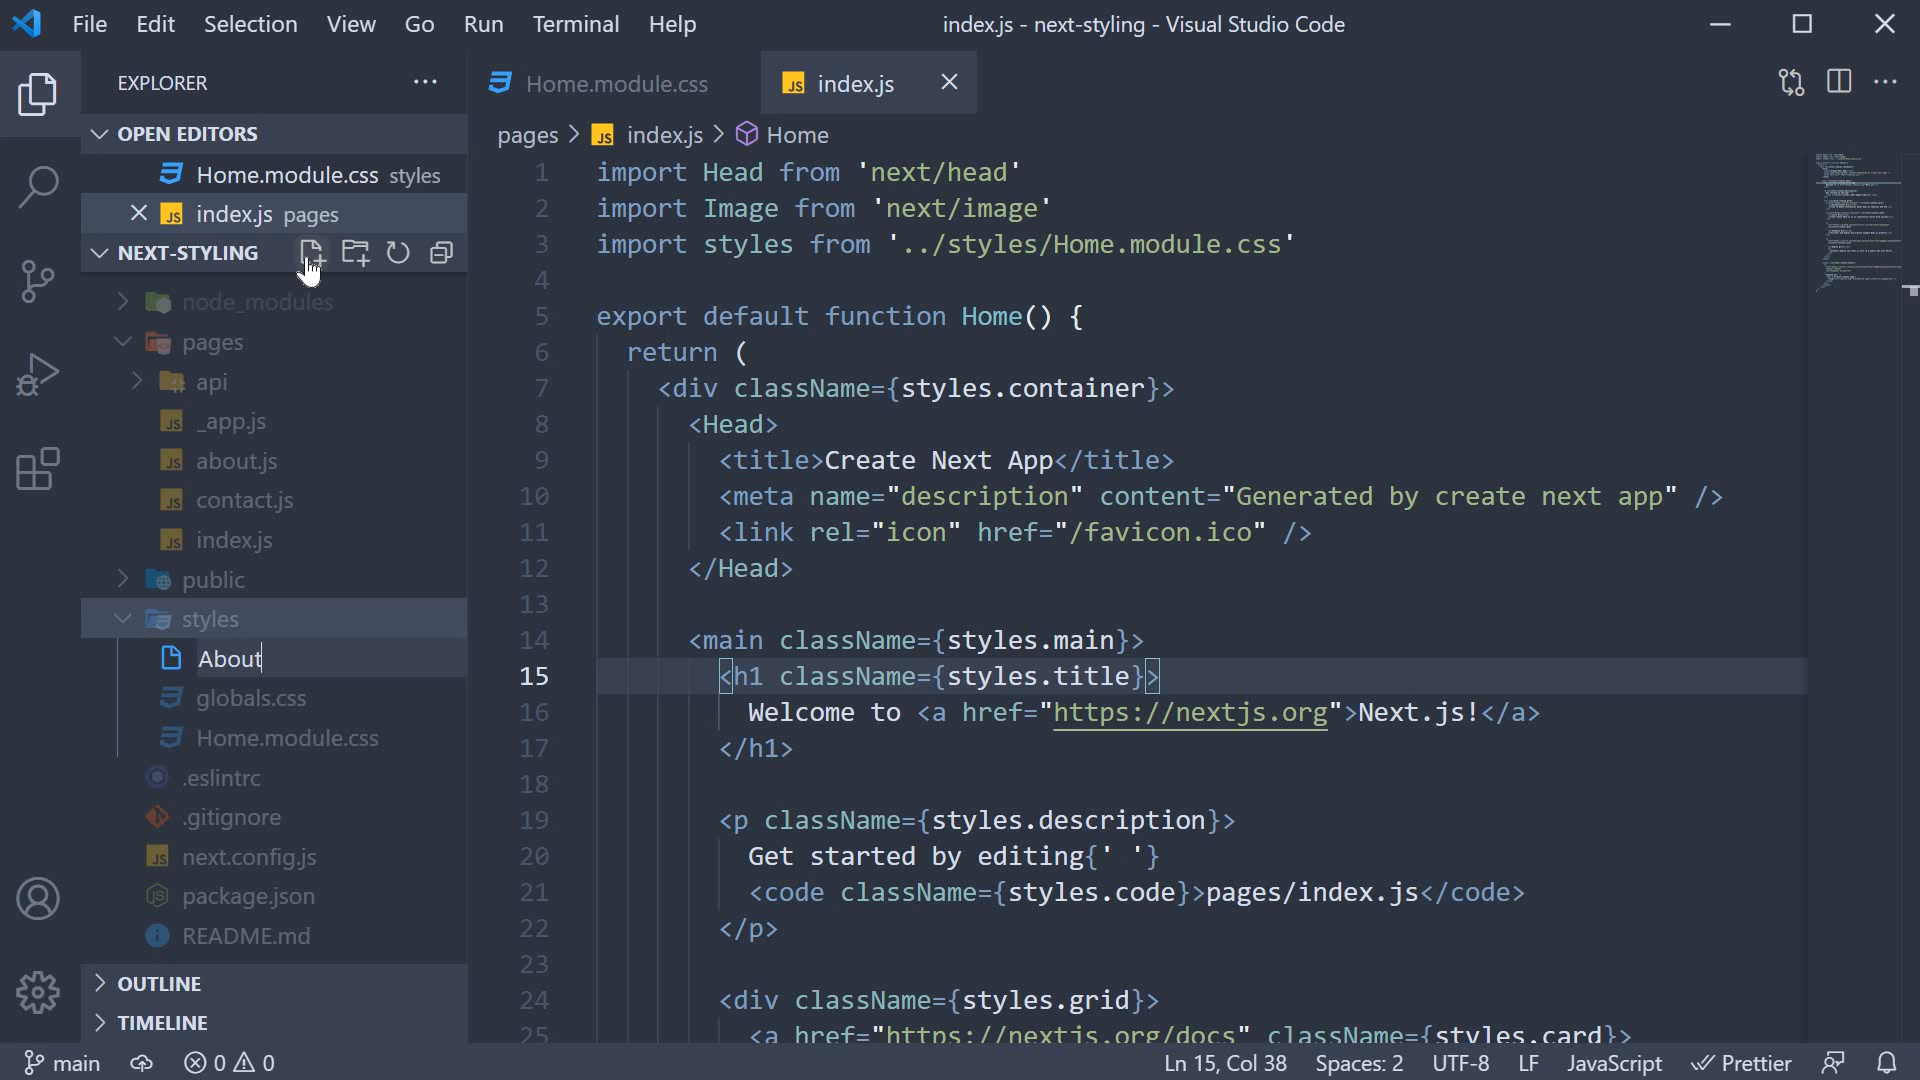 File Edit Selection View Go Run Terminal Help
index.js - next-styling - Visual Studio Code
EXPLORER
OPEN EDITORS
Home.module.css styles
index.js pages
NEXT-STYLING
node_modules
pages
api
_app.js
about.js
contact.js
index.js
public
styles
About
globals.css
Home.module.css
.eslintrc
.gitignore
next.config.js
package.json
README.md
OUTLINE
TIMELINE
Home.module.css
index.js
pages > index.js > Home
1 import Head from 'next/head'
2 import Image from 'next/image'
3 import styles from '../styles/Home.module.css'
4
5 export default function Home() {
6 return (
7 <div className={styles.container}>
8 <Head>
9 <title>Create Next App</title>
10 <meta name="description" content="Generated by create next app" />
11 <link rel="icon" href="/favicon.ico" />
12 </Head>
13
14 <main className={styles.main}>
15 <h1 className={styles.title}>
16 Welcome to <a href="https://nextjs.org">Next.js!</a>
17 </h1>
18
19 <p className={styles.description}>
20 Get started by editing{' '}
21 <code className={styles.code}>pages/index.js</code>
22 </p>
23
24 <div className={styles.grid}>
25 <a href="https://nextjs.org/docs" className={styles.card}>
main
0 0
Ln 15, Col 38
Spaces: 2
UTF-8
LF
JavaScript
Prettier